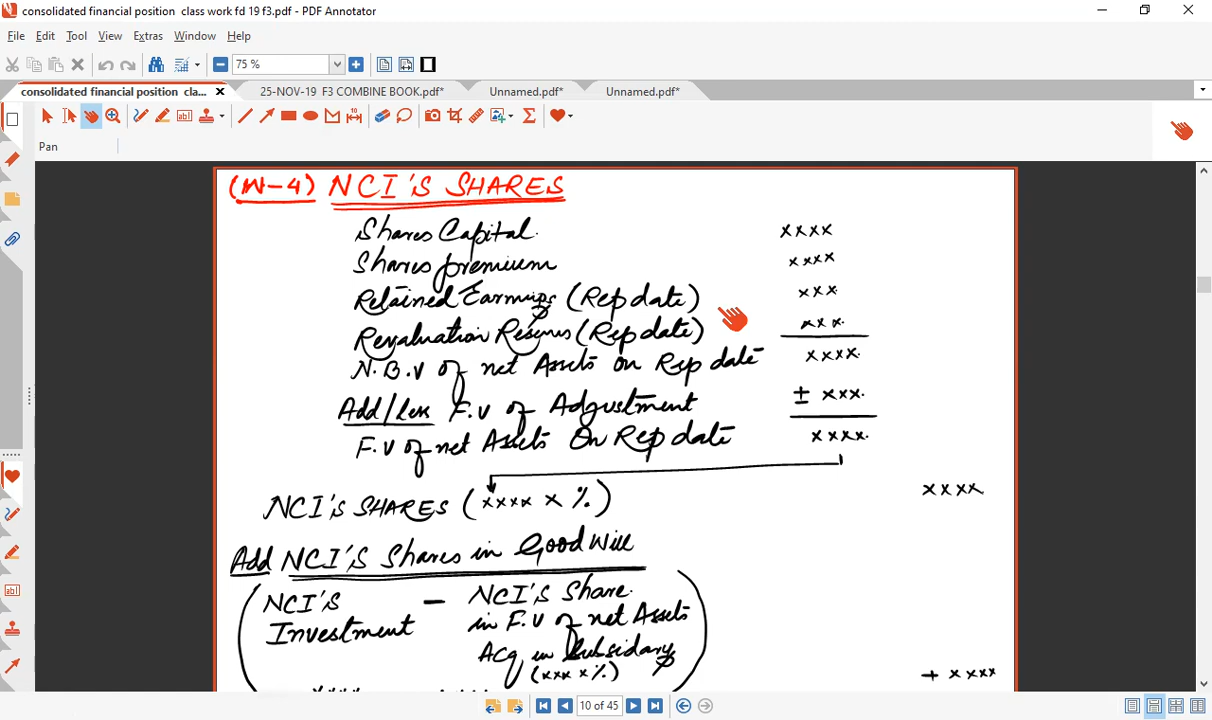 consolidated financial position class work fd 19 f3.pdf - PDF Annotator
File Edit Tool View Extras Window Help
75 %
consolidated financial position cla... 25-NOV-19 F3 COMBINE BOOK.pdf* Unnamed.pdf* Unnamed.pdf*
Pan
(W-4) NCI'S SHARES
Shares Capital xxxx
Shares premium xxxx
Retained Earnings (Rep date) xxx
Revaluation Reserves (Rep date) xxx
N.B.V of net Assets on Rep date xxxx
Add/less F.V of Adjustment ± xxx
F.V of net Assets On Rep date xxxx
NCI'S SHARES (xxxx x %) xxxx
Add NCI'S Shares in GoodWill
NCI'S Investment - NCI'S Share in F.V of net Assets Acq in Subsidary (xxx x %) + xxxx
10 of 45